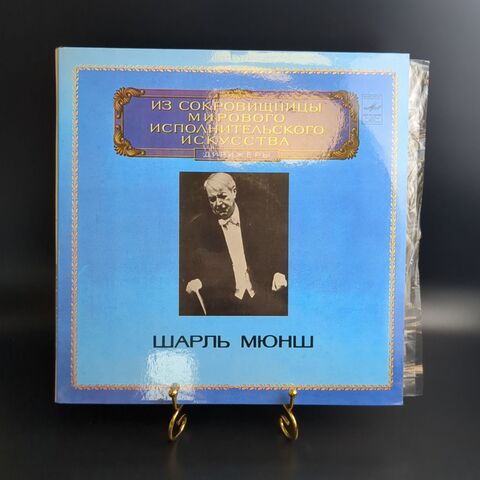 ИЗ СОКРОВИЩНИЦЫ
МИРОВОГО
ИСПОЛНИТЕЛЬСКОГО
ИСКУССТВА
ДИРИЖЕРЫ
ШАРЛЬ МЮНШ